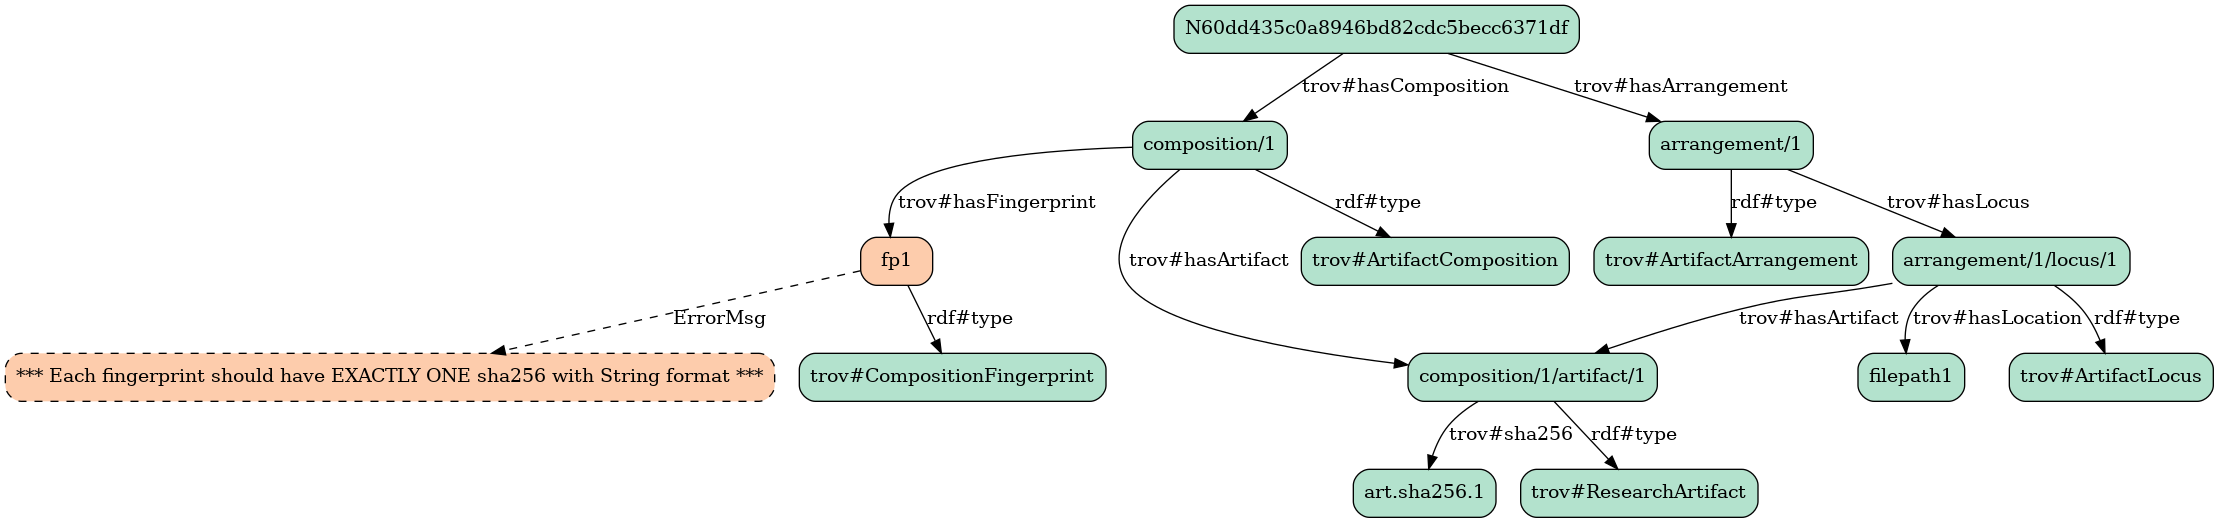 N60dd435c0a8946bd82cdc5becc6371df
trov#hasComposition
trov#hasArrangement
composition/1
arrangement/1
trov#hasFingerprint
rdf#type
rdf#type
trov#hasLocus
fp1
trov#hasArtifact
trov#ArtifactComposition
trov#ArtifactArrangement
arrangement/1/locus/1
ErrorMsg
rdf#type
trov#hasArtifact
trov#hasLocation
rdf#type
*** Each fingerprint should have EXACTLY ONE sha256 with String format ***
trov#CompositionFingerprint
composition/1/artifact/1
filepath1
trov#ArtifactLocus
trov#sha256
rdf#type
art.sha256.1
trov#ResearchArtifact